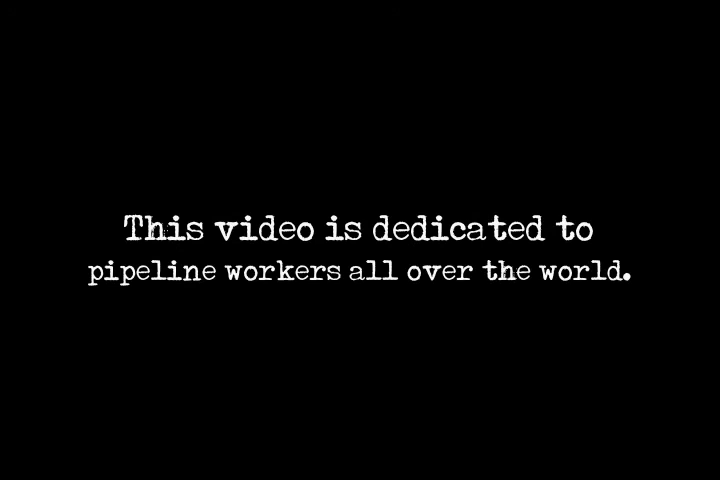 This video is dedicated to
pipeline workers all over the world.